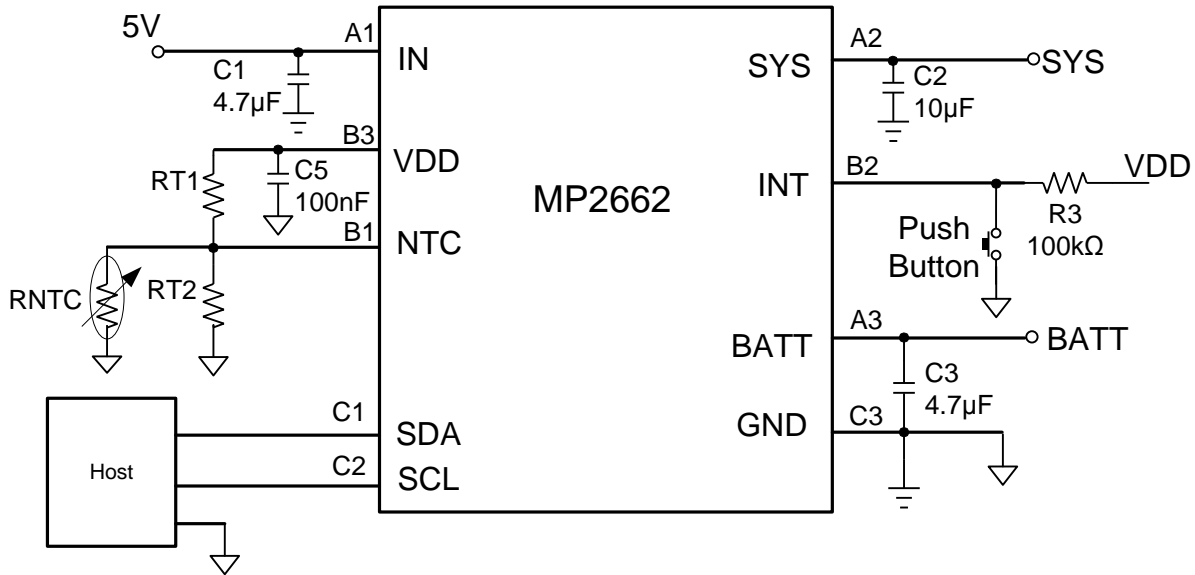 5V
A1
IN
C1
4.7µF
B3
VDD
RT1
C5
100nF
B1
NTC
RNTC
RT2
Host
C1
SDA
C2
SCL
MP2662
A2
SYS
SYS
C2
10µF
B2
INT
VDD
R3
100kΩ
Push
Button
A3
BATT
BATT
C3
4.7µF
GND
C3